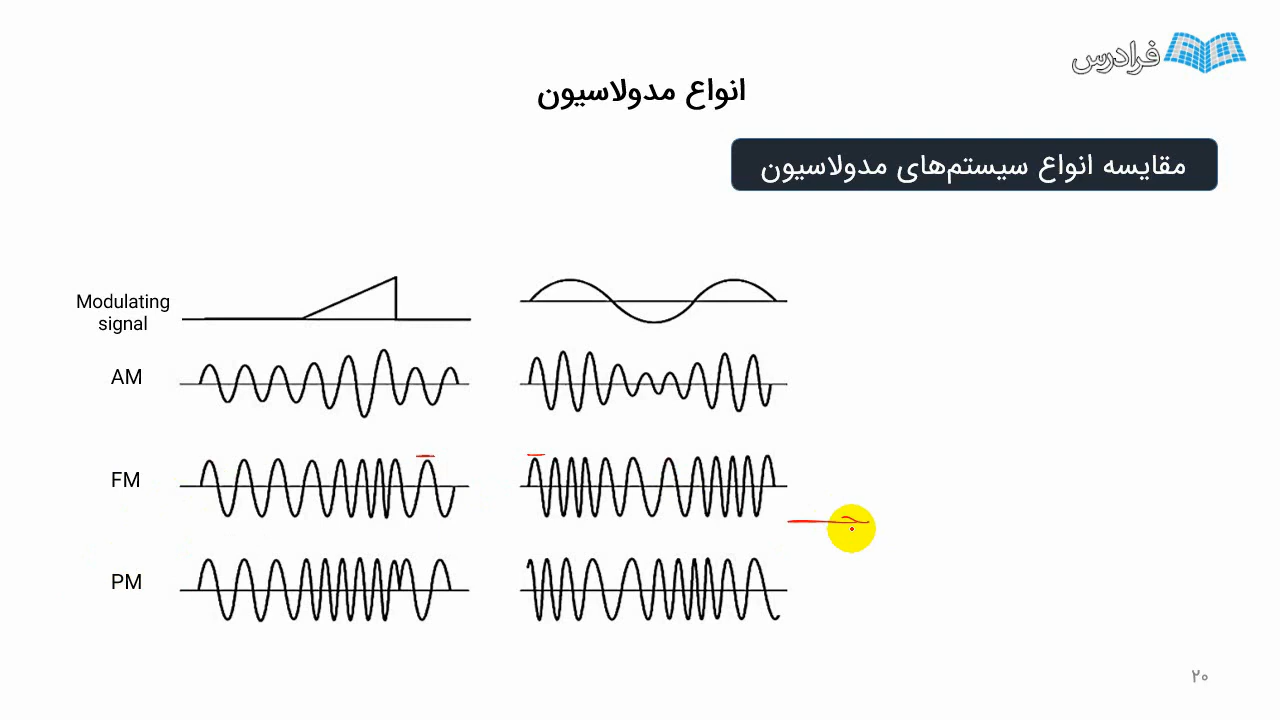 فرادرس
انواع مدولاسیون
مقایسه انواع سیستم‌های مدولاسیون
Modulating
signal
AM
FM
PM
۲۰